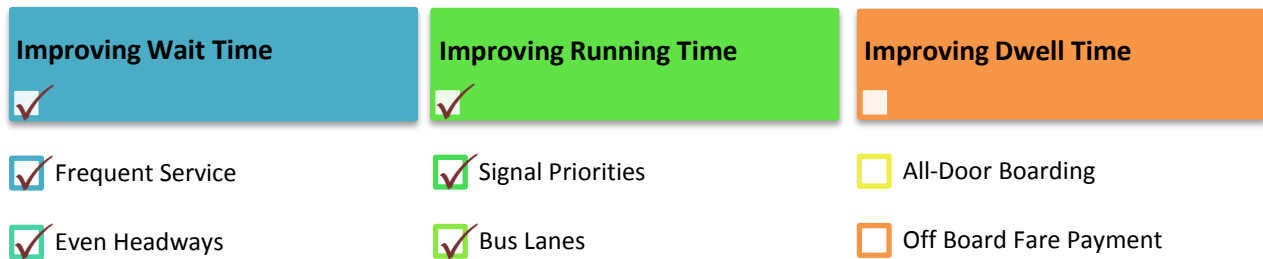 Improving Wait Time
Improving Running Time
Improving Dwell Time
Frequent Service
Signal Priorities
All-Door Boarding
Even Headways
Bus Lanes
Off Board Fare Payment